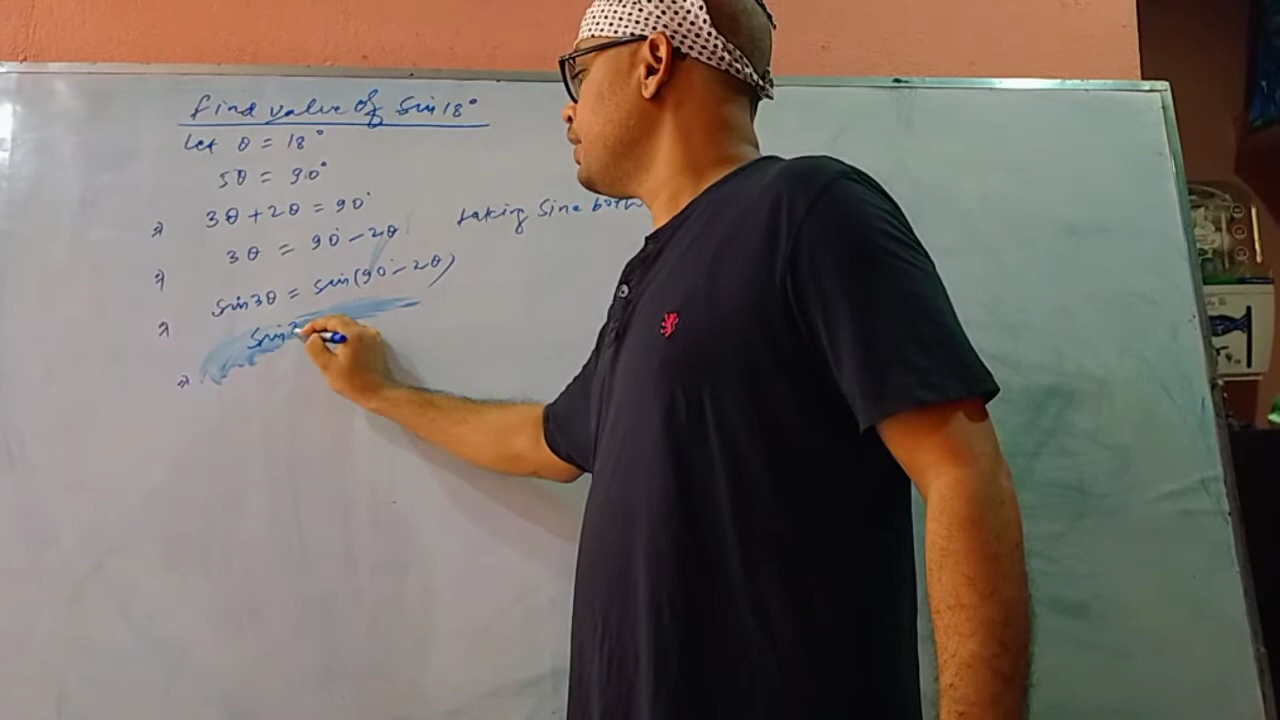 find value of Sin 18°
Let θ = 18°
5θ = 90°
⇒ 3θ + 2θ = 90°
taking Sine both
⇒ 3θ = 90° - 2θ
⇒ sin3θ = sin(90° - 2θ)
⇒ Sin